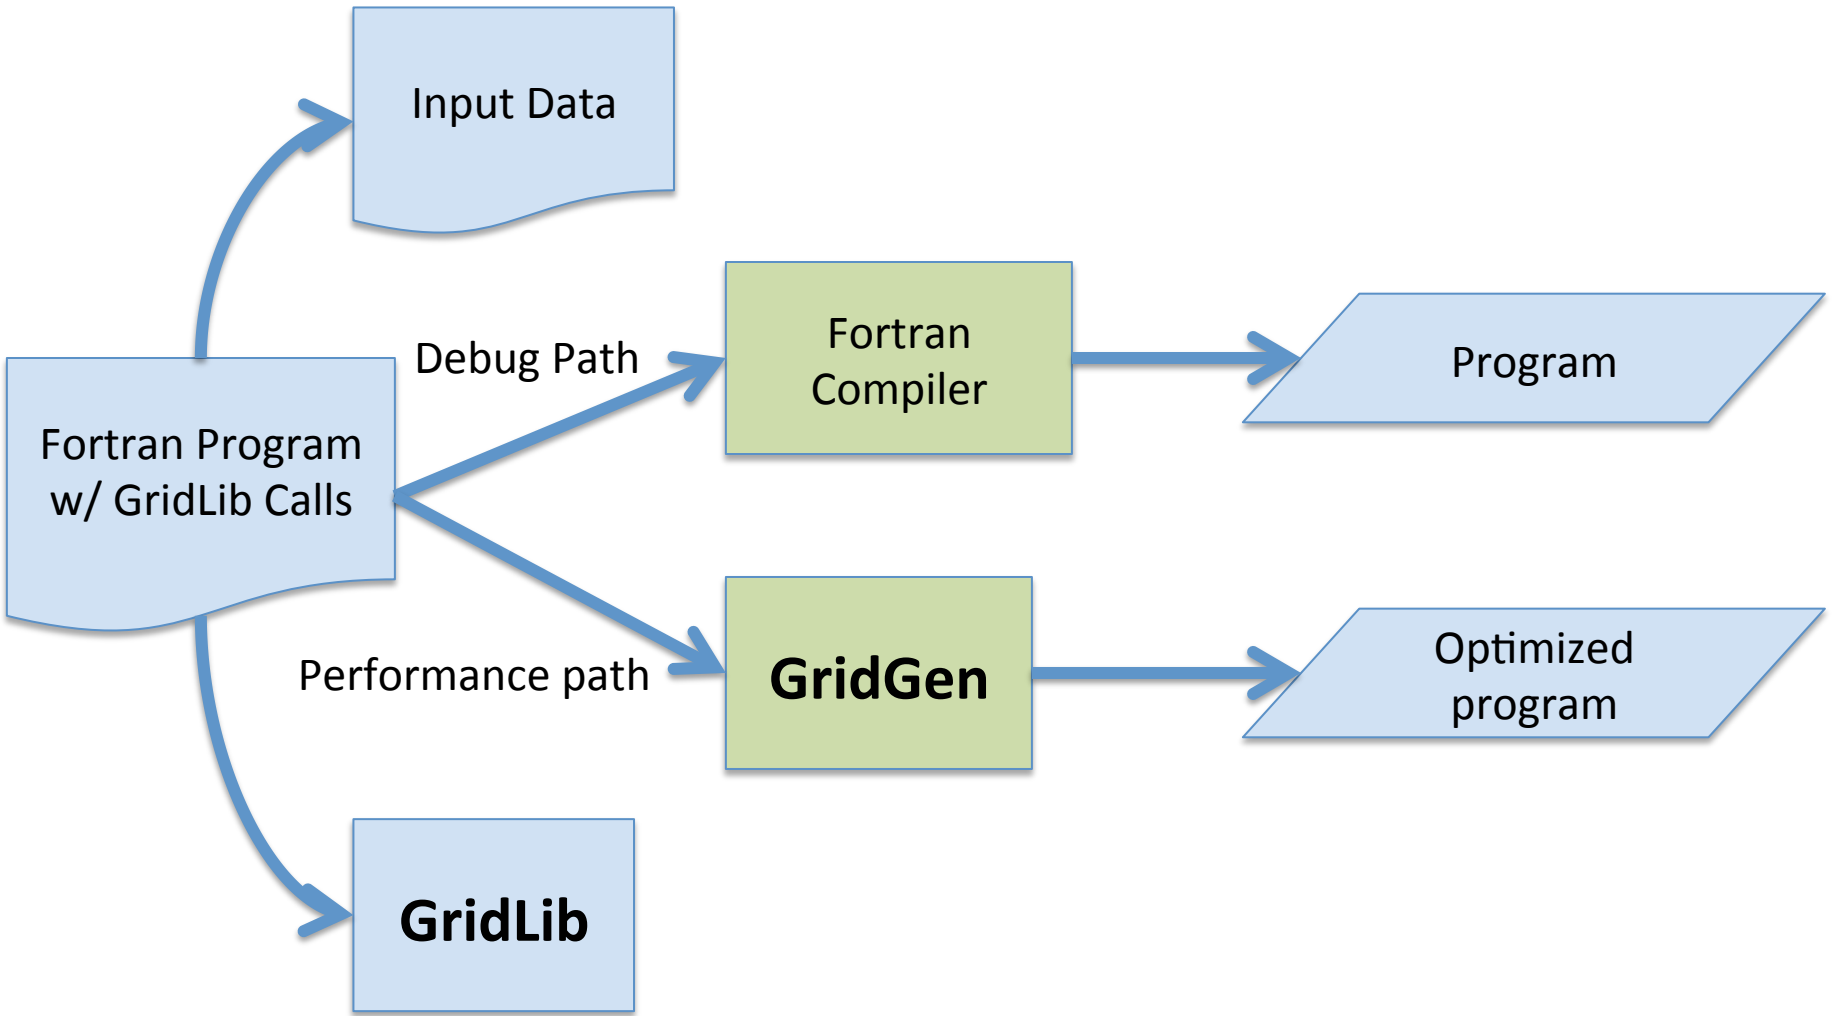 Input Data
Debug Path
Fortran
Compiler
Program
Fortran Program
w/ GridLib Calls
Performance path
GridGen
Optimized
program
GridLib